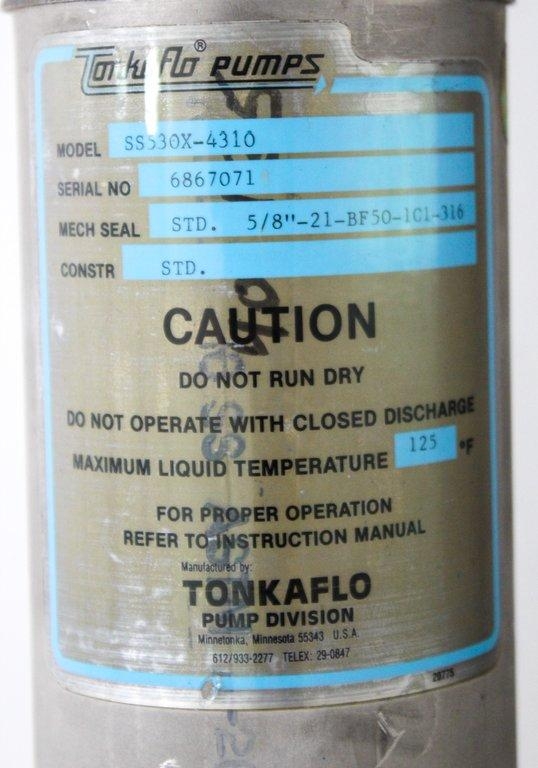 Tonkaflo® PUMPS
MODEL SS530X-4310
SERIAL NO 6867071
MECH SEAL STD. 5/8"-21-BF50-1C1-316
CONSTR STD.
CAUTION
DO NOT RUN DRY
DO NOT OPERATE WITH CLOSED DISCHARGE
MAXIMUM LIQUID TEMPERATURE 125 °F
FOR PROPER OPERATION
REFER TO INSTRUCTION MANUAL
Manufactured by:
TONKAFLO
PUMP DIVISION
Minnetonka, Minnesota 55343 U.S.A.
612/933-2277 TELEX: 29-0847